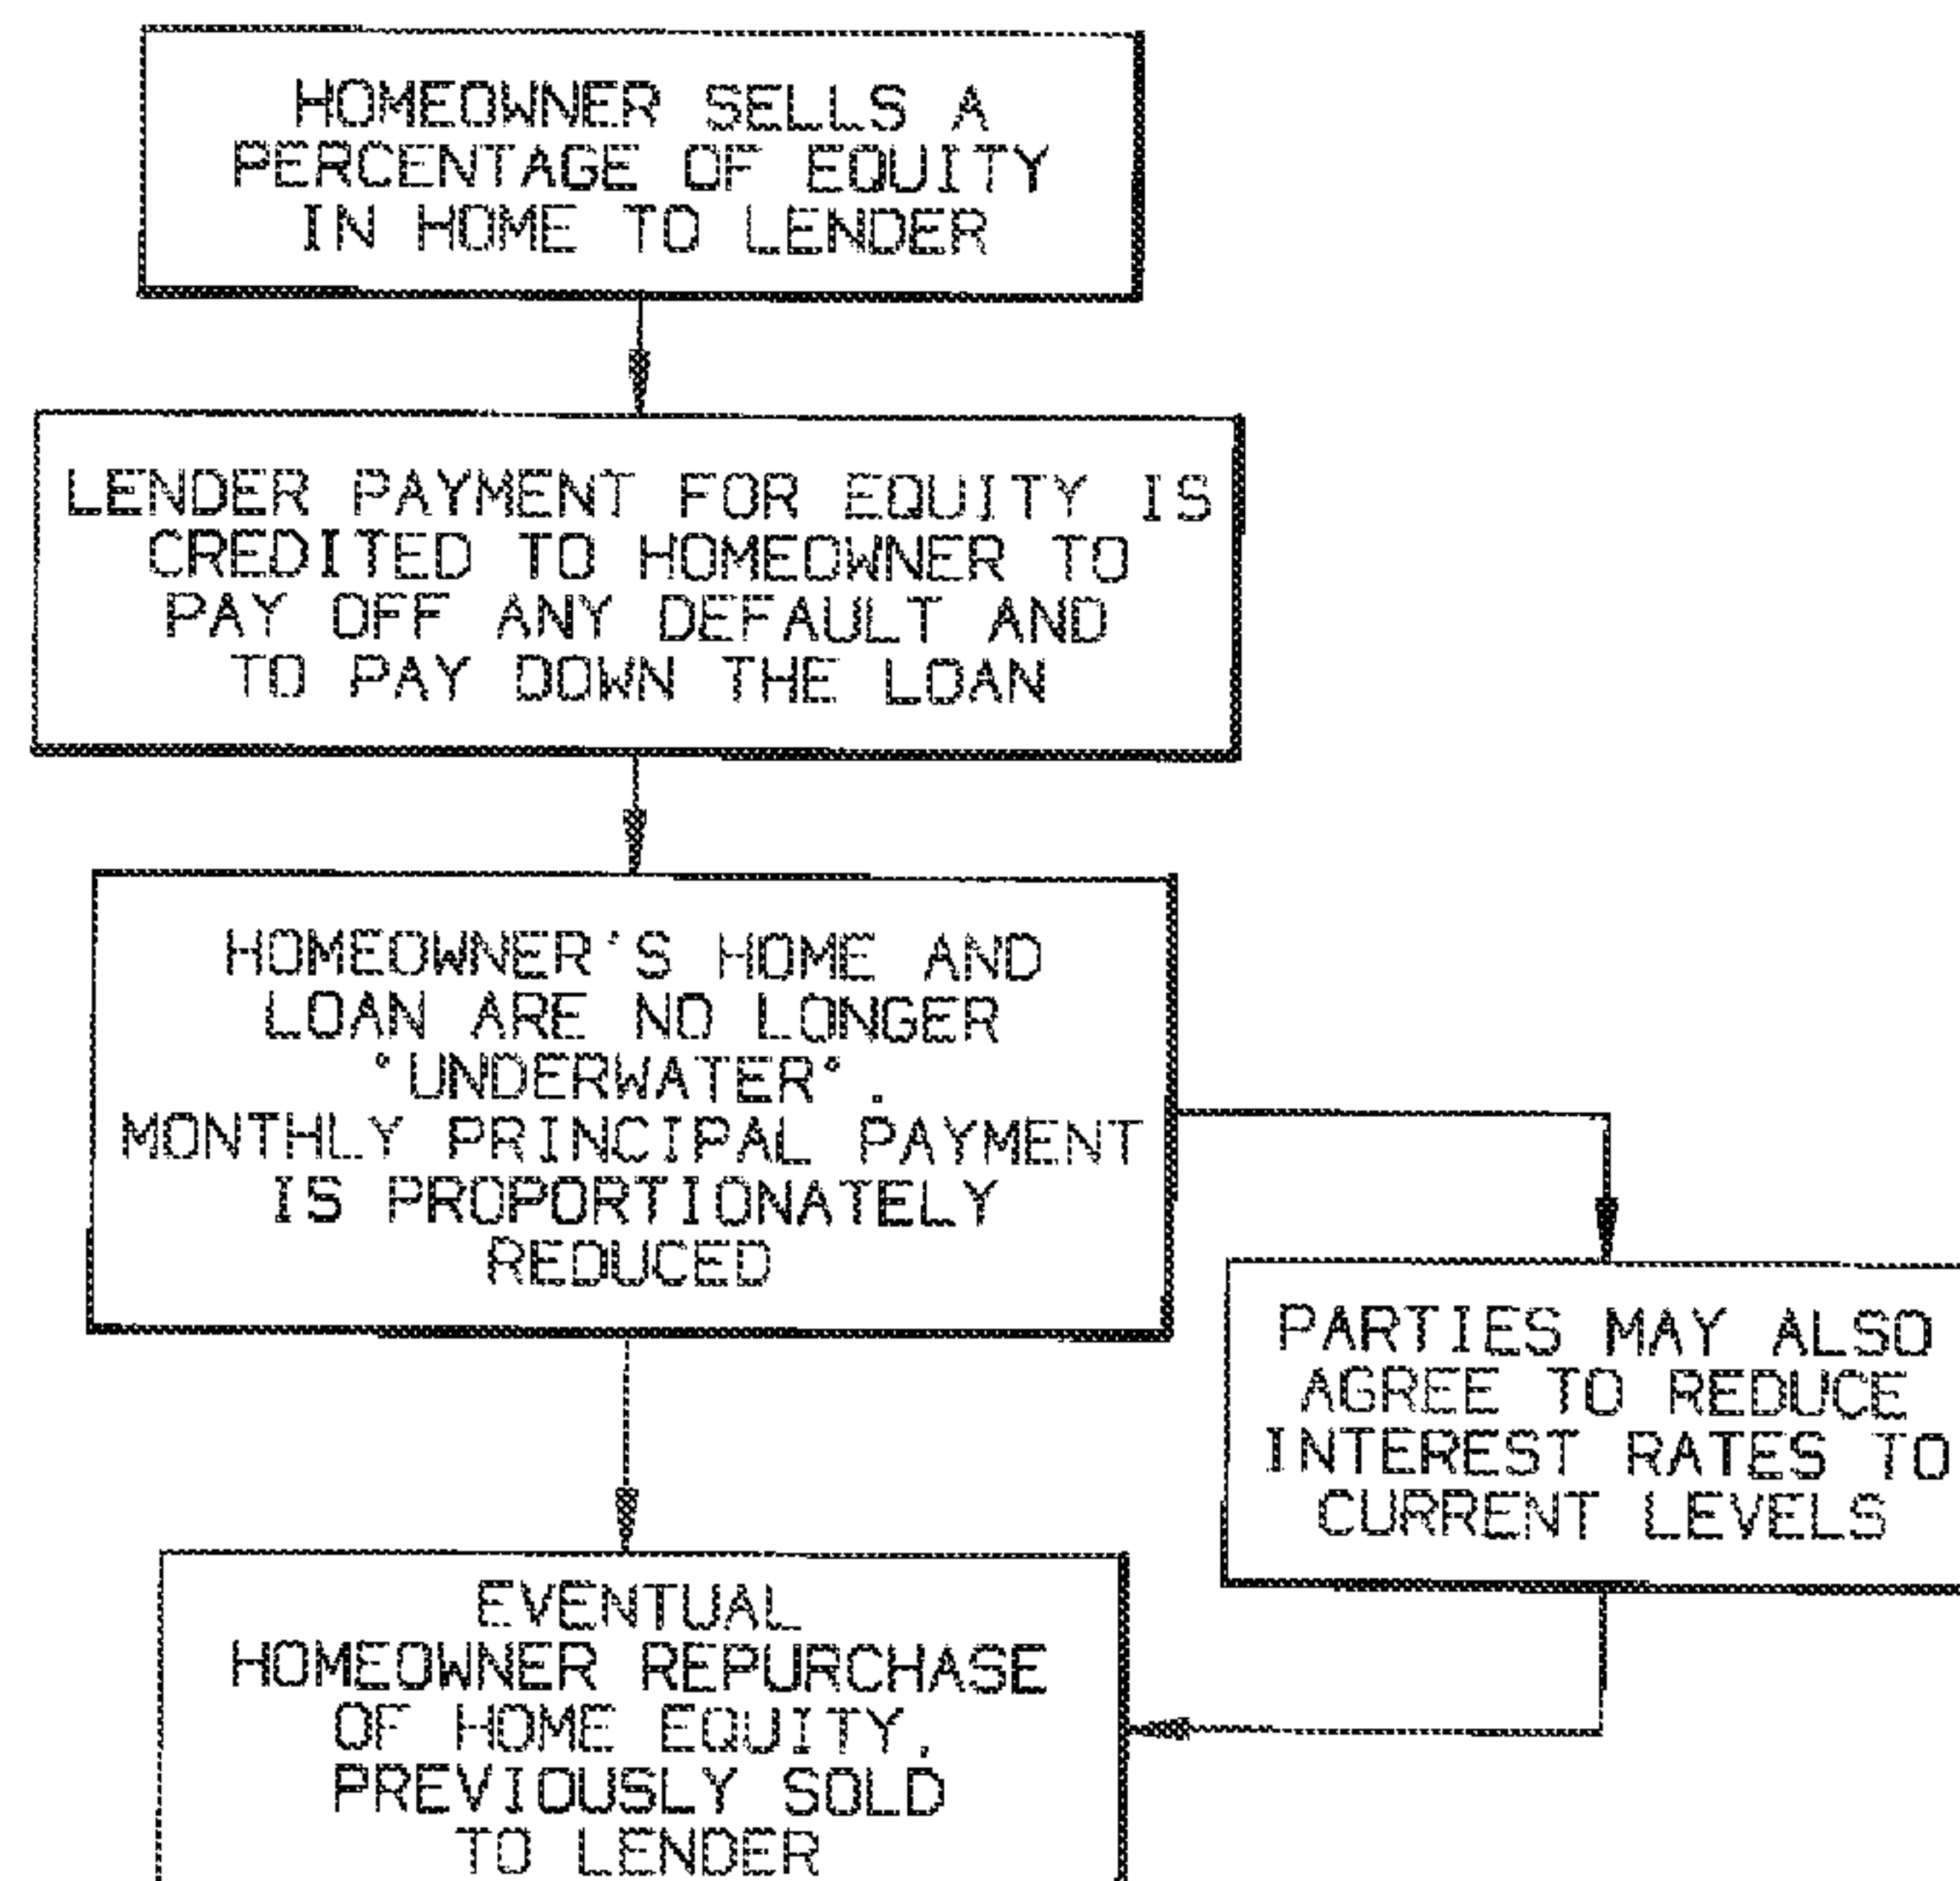 HOMEOWNER SELLS A
PERCENTAGE OF EQUITY
IN HOME TO LENDER
LENDER PAYMENT FOR EQUITY IS
CREDITED TO HOMEOWNER TO
PAY OFF ANY DEFAULT AND
TO PAY DOWN THE LOAN
HOMEOWNER'S HOME AND
LOAN ARE NO LONGER
"UNDERWATER".
MONTHLY PRINCIPAL PAYMENT
IS PROPORTIONATELY
REDUCED
PARTIES MAY ALSO
AGREE TO REDUCE
INTEREST RATES TO
CURRENT LEVELS
EVENTUAL
HOMEOWNER REPURCHASE
OF HOME EQUITY,
PREVIOUSLY SOLD
TO LENDER